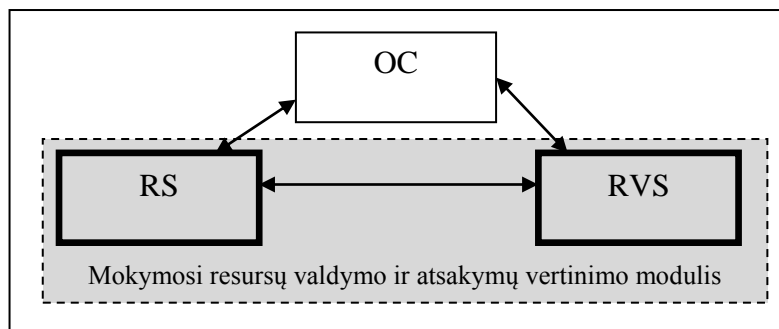 OC
RS
RVS
Mokymosi resursų valdymo ir atsakymų vertinimo modulis